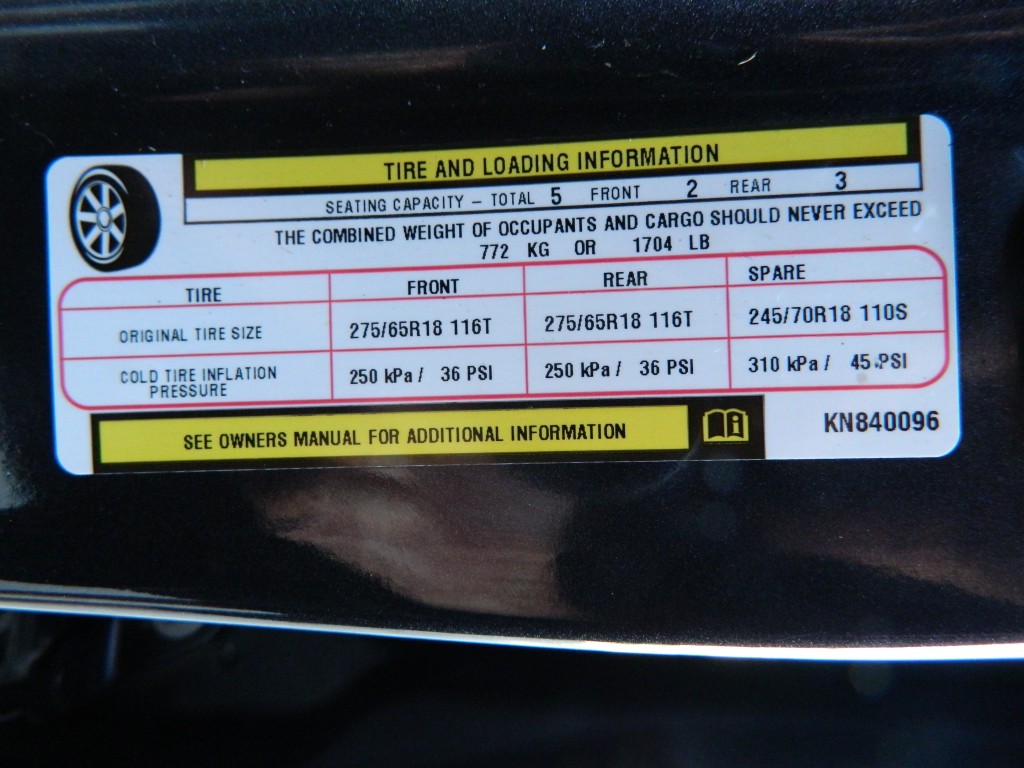 TIRE AND LOADING INFORMATION
SEATING CAPACITY – TOTAL 5 FRONT 2 REAR 3
THE COMBINED WEIGHT OF OCCUPANTS AND CARGO SHOULD NEVER EXCEED
772 KG OR 1704 LB
TIRE FRONT REAR SPARE
ORIGINAL TIRE SIZE 275/65R18 116T 275/65R18 116T 245/70R18 110S
COLD TIRE INFLATION PRESSURE 250 kPa / 36 PSI 250 kPa / 36 PSI 310 kPa / 45 PSI
SEE OWNERS MANUAL FOR ADDITIONAL INFORMATION
KN840096